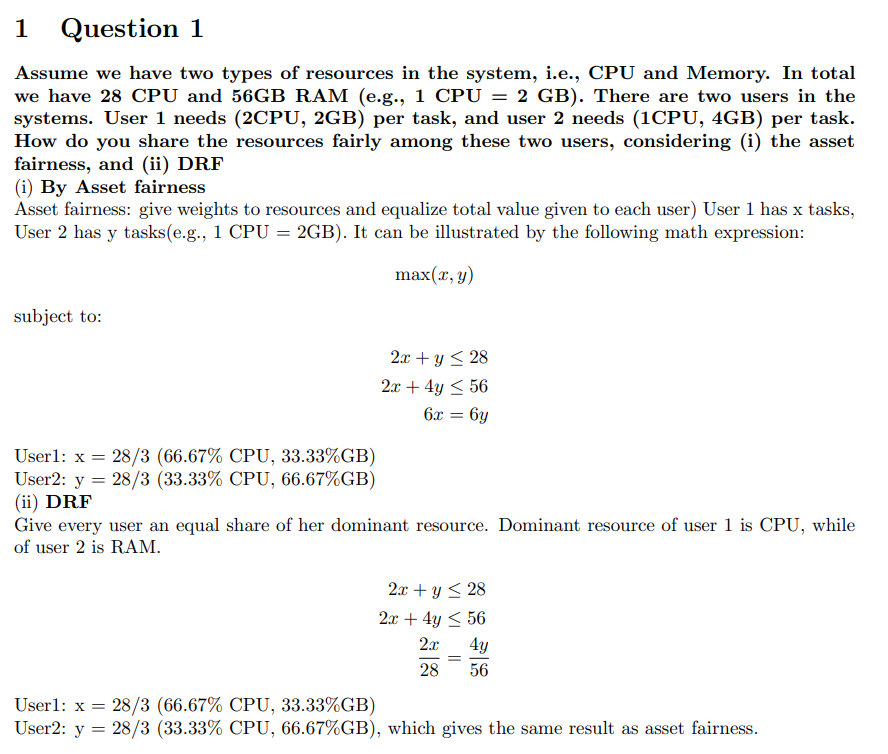 1 Question 1
Assume we have two types of resources in the system, i.e., CPU and Memory. In total
we have 28 CPU and 56GB RAM (e.g., 1 CPU = 2 GB). There are two users in the
systems. User 1 needs (2CPU, 2GB) per task, and user 2 needs (1CPU, 4GB) per task.
How do you share the resources fairly among these two users, considering (i) the asset
fairness, and (ii) DRF
(i) By Asset fairness
Asset fairness: give weights to resources and equalize total value given to each user) User 1 has x tasks,
User 2 has y tasks(e.g., 1 CPU = 2GB). It can be illustrated by the following math expression:
max(x, y)
subject to:
2x + y ≤ 28
2x + 4y ≤ 56
6x = 6y
User1: x = 28/3 (66.67% CPU, 33.33%GB)
User2: y = 28/3 (33.33% CPU, 66.67%GB)
(ii) DRF
Give every user an equal share of her dominant resource. Dominant resource of user 1 is CPU, while
of user 2 is RAM.
2x + y ≤ 28
2x + 4y ≤ 56
2x/28 = 4y/56
User1: x = 28/3 (66.67% CPU, 33.33%GB)
User2: y = 28/3 (33.33% CPU, 66.67%GB), which gives the same result as asset fairness.